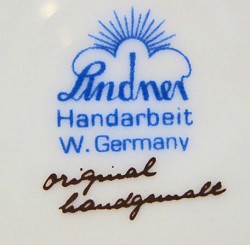 Lindner
Handarbeit
W. Germany
original
handgemalt